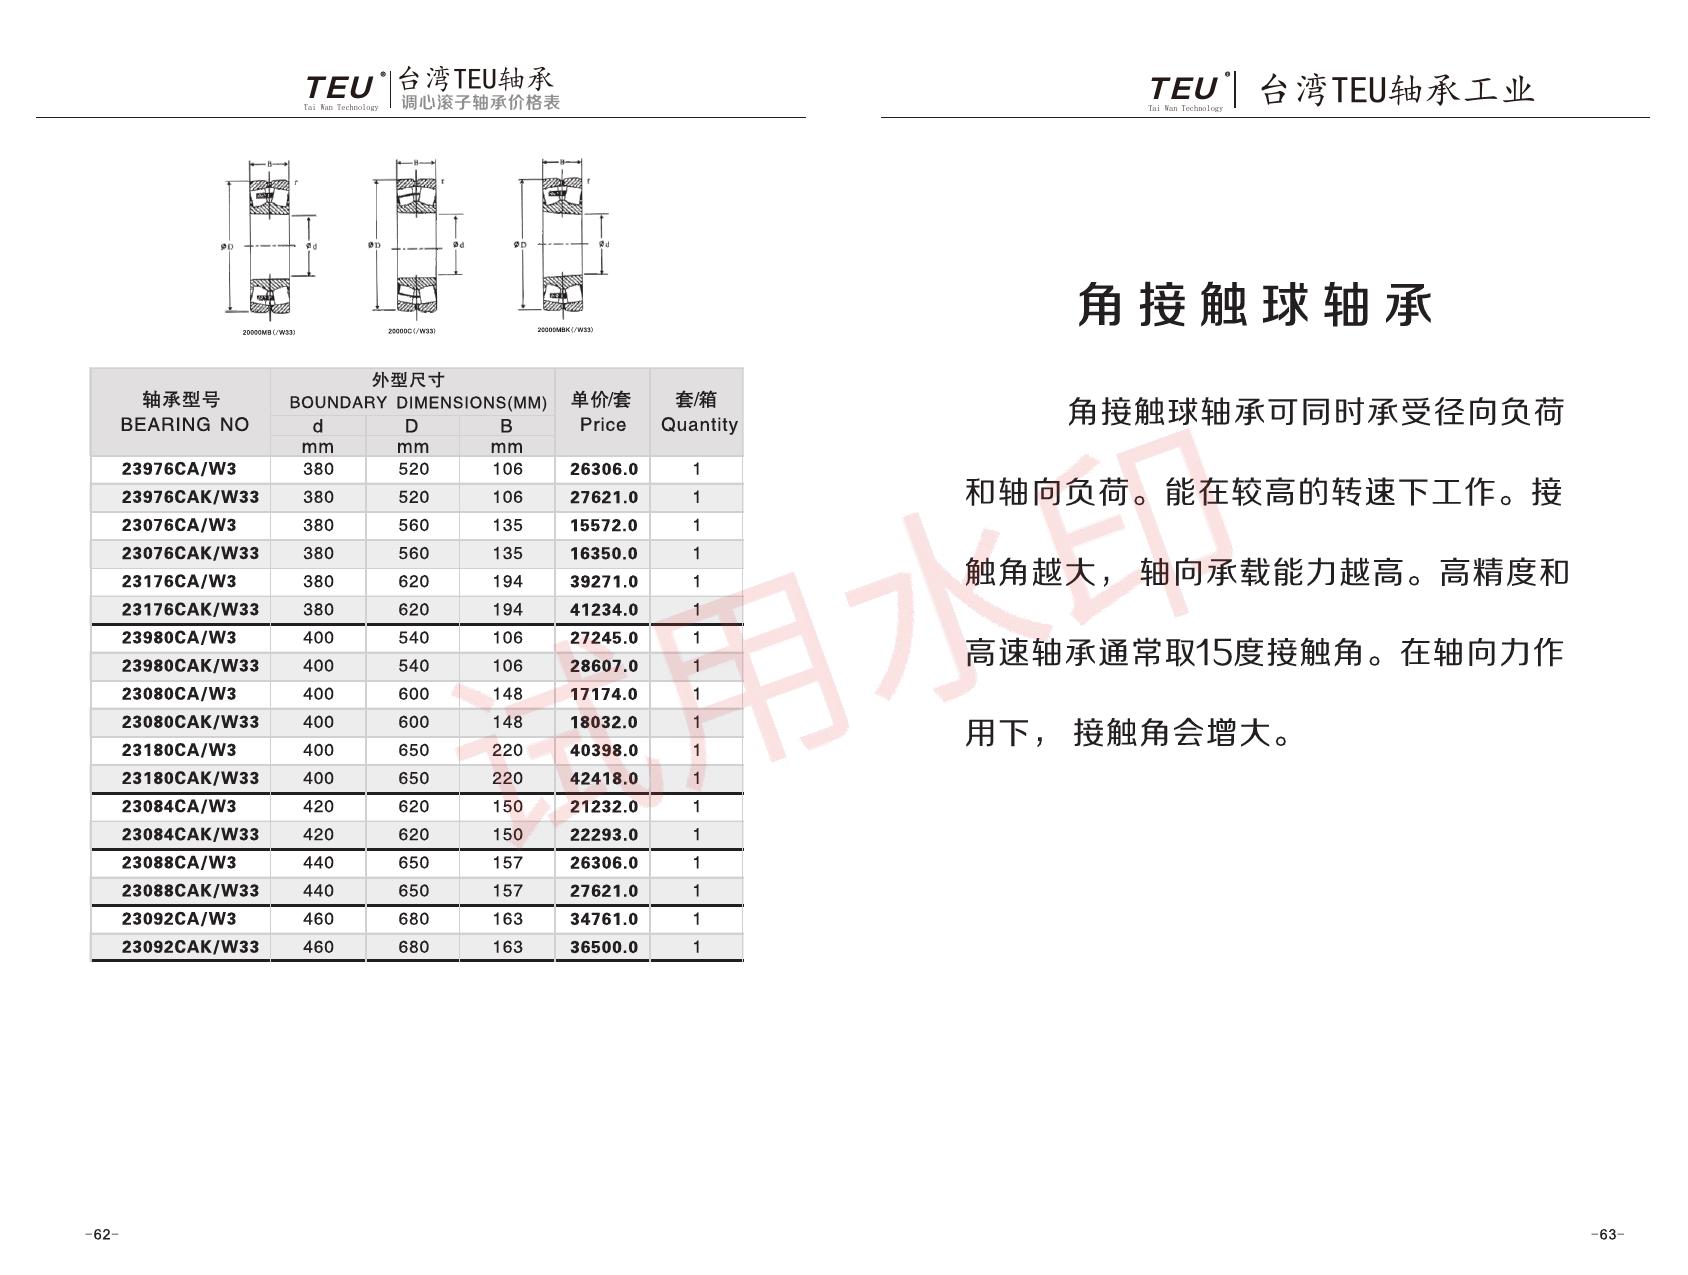 TEU® 台湾TEU轴承
Tai Wan Technology 调心滚子轴承价格表
B B B
r r r
ØD Ød ØD Ød ØD Ød
20000MB(/W33) 20000C(/W33) 20000MBK(/W33)
轴承型号 外型尺寸 单价/套 套/箱
BEARING NO BOUNDARY DIMENSIONS(MM) Price Quantity
d D B
mm mm mm
23976CA/W3 380 520 106 26306.0 1
23976CAK/W33 380 520 106 27621.0 1
23076CA/W3 380 560 135 15572.0 1
23076CAK/W33 380 560 135 16350.0 1
23176CA/W3 380 620 194 39271.0 1
23176CAK/W33 380 620 194 41234.0 1
23980CA/W3 400 540 106 27245.0 1
23980CAK/W33 400 540 106 28607.0 1
23080CA/W3 400 600 148 17174.0 1
23080CAK/W33 400 600 148 18032.0 1
23180CA/W3 400 650 220 40398.0 1
23180CAK/W33 400 650 220 42418.0 1
23084CA/W3 420 620 150 21232.0 1
23084CAK/W33 420 620 150 22293.0 1
23088CA/W3 440 650 157 26306.0 1
23088CAK/W33 440 650 157 27621.0 1
23092CA/W3 460 680 163 34761.0 1
23092CAK/W33 460 680 163 36500.0 1
-62-
TEU® 台湾TEU轴承工业
Tai Wan Technology
角接触球轴承
角接触球轴承可同时承受径向负荷
和轴向负荷。能在较高的转速下工作。接
触角越大， 轴向承载能力越高。高精度和
高速轴承通常取15度接触角。在轴向力作
用下， 接触角会增大。
-63-
试用水印